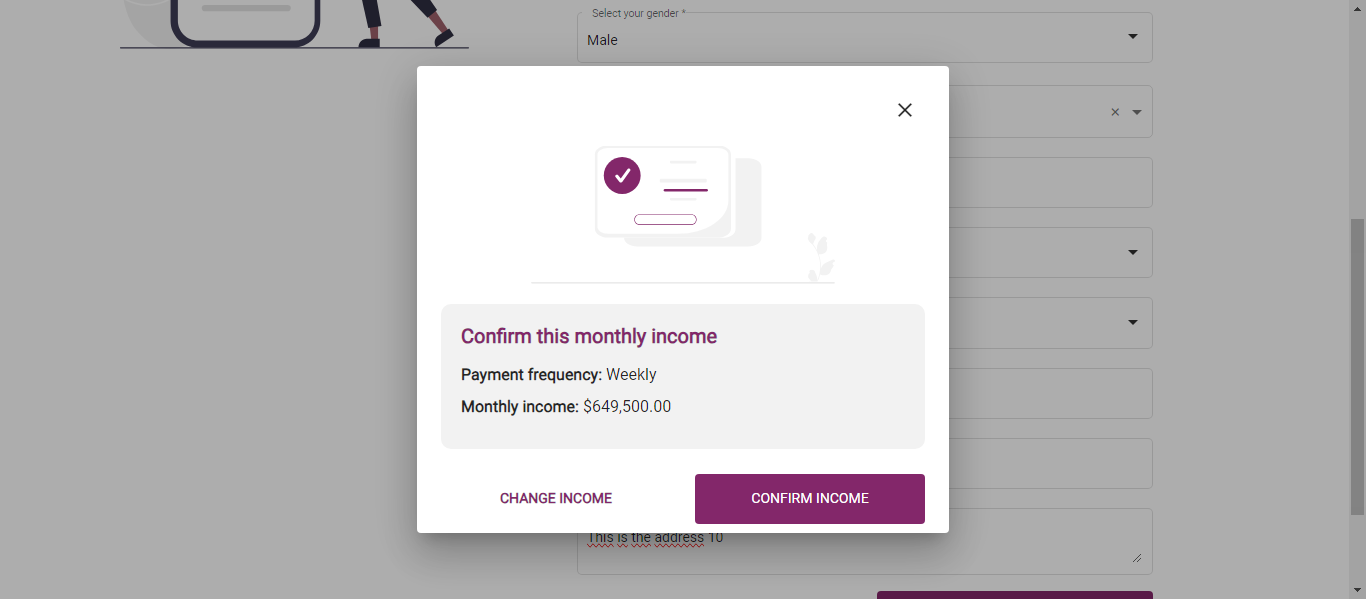 Select your gender *
Male
Confirm this monthly income
Payment frequency: Weekly
Monthly income: $649,500.00
CHANGE INCOME
CONFIRM INCOME
This is the address 10